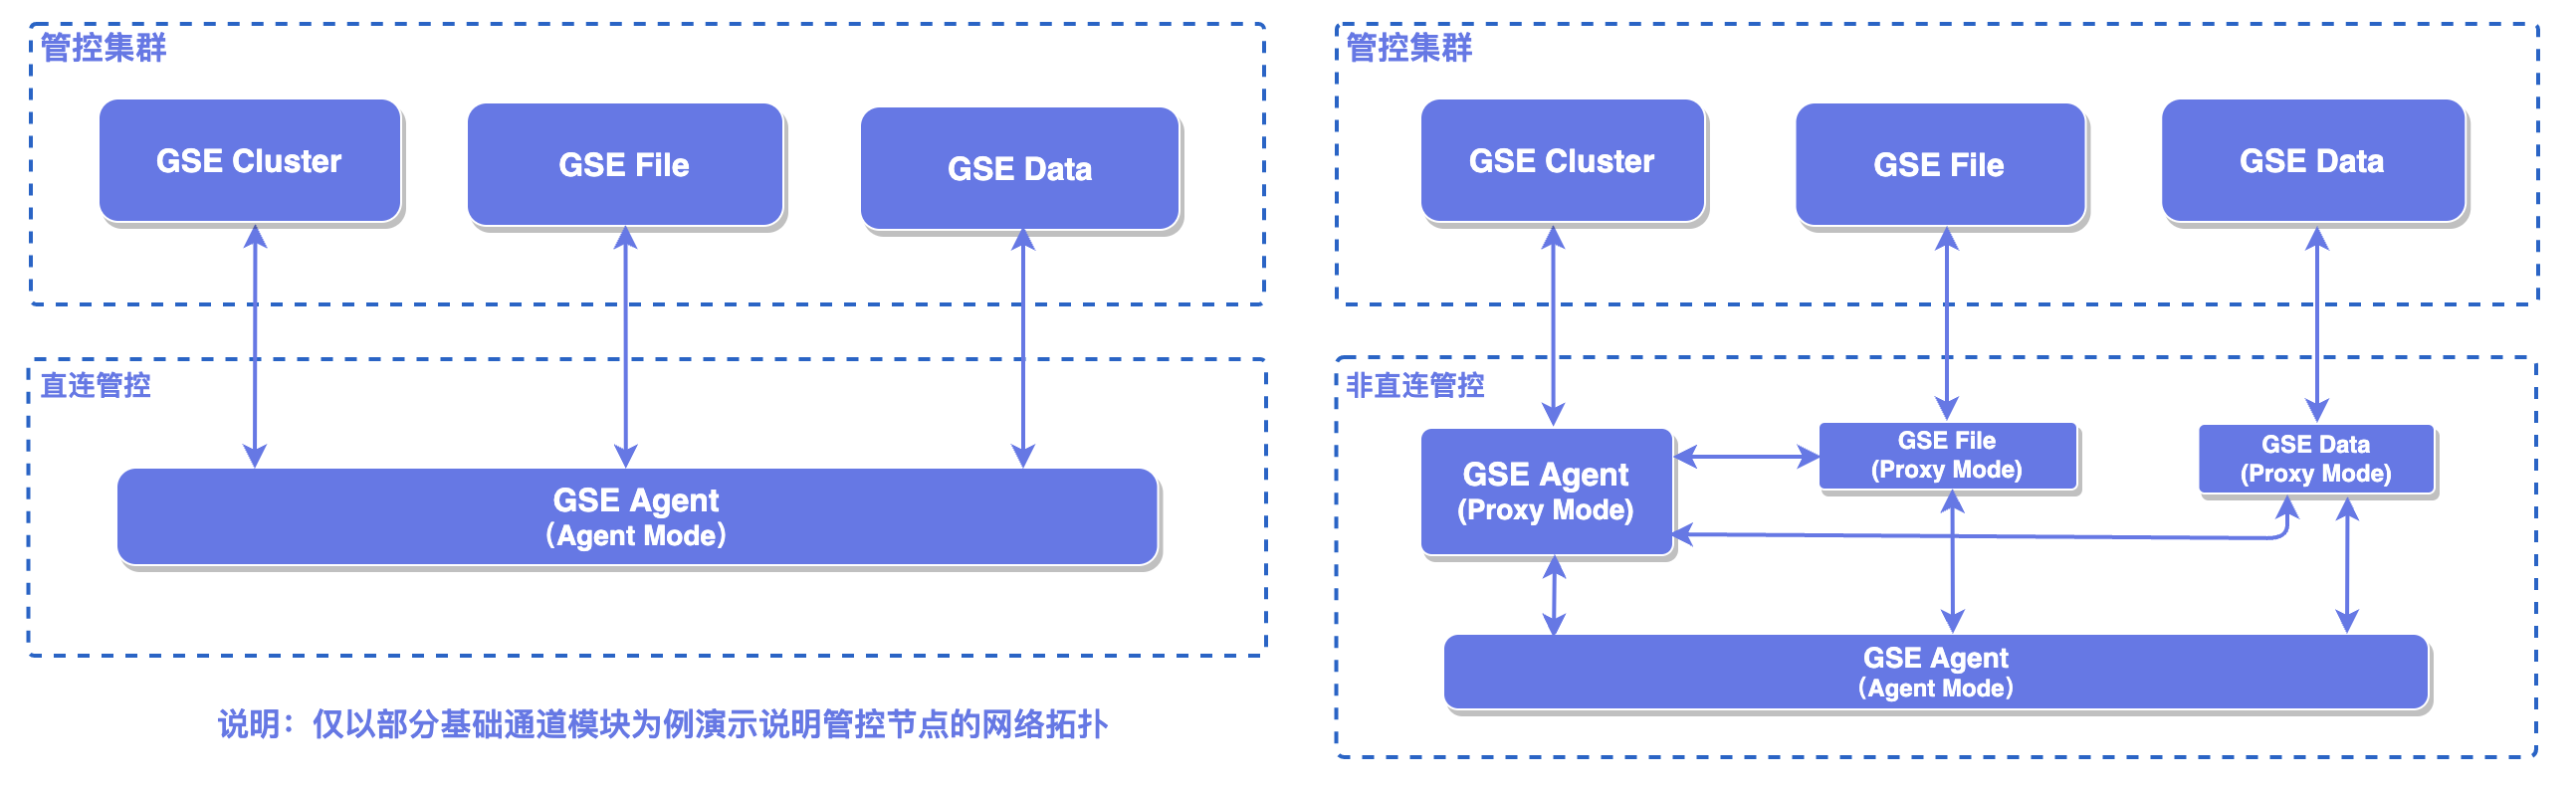 管控集群
GSE Cluster
GSE File
GSE Data
直连管控
GSE Agent
(Agent Mode)
说明：仅以部分基础通道模块为例演示说明管控节点的网络拓扑
管控集群
GSE Cluster
GSE File
GSE Data
非直连管控
GSE Agent
(Proxy Mode)
GSE File
(Proxy Mode)
GSE Data
(Proxy Mode)
GSE Agent
(Agent Mode)